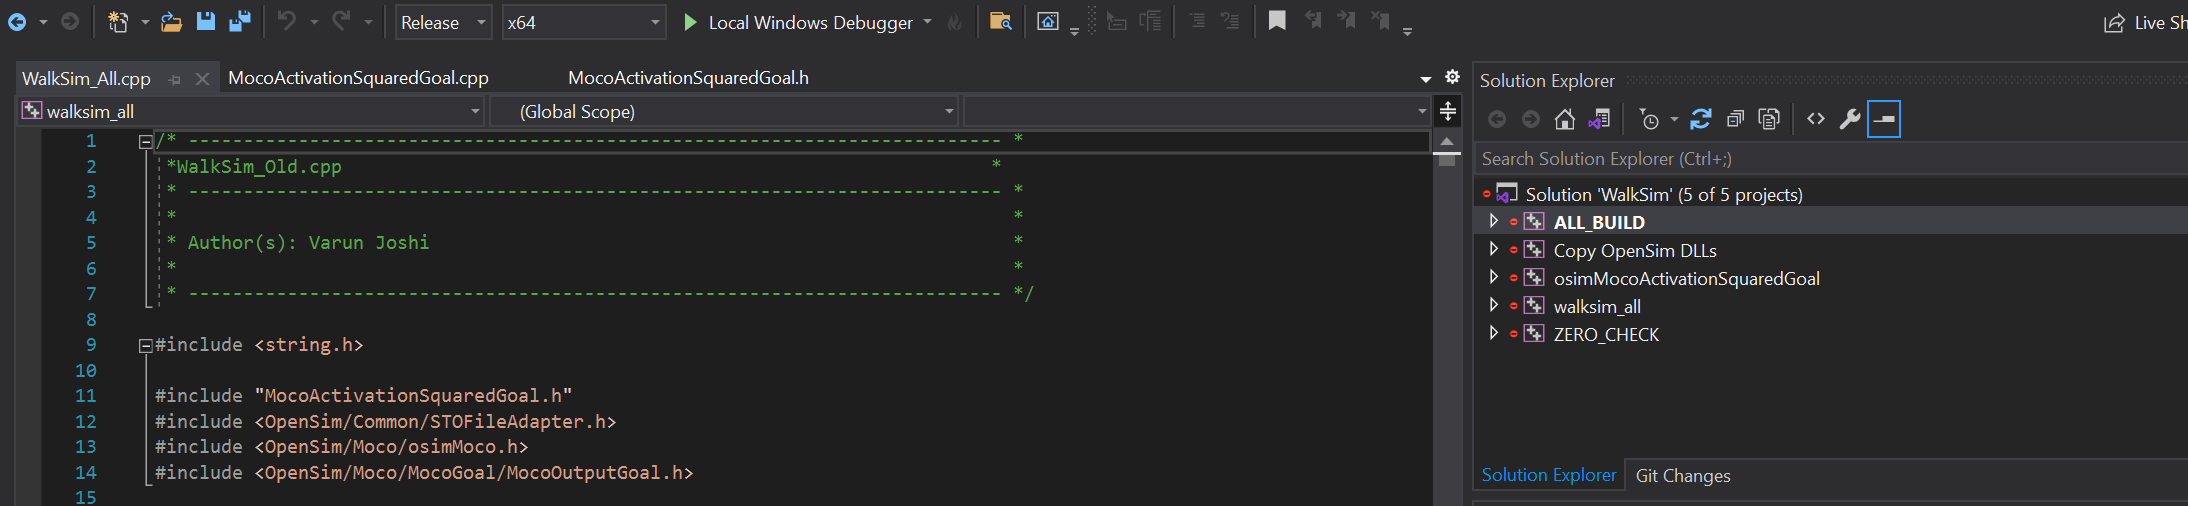 Release x64 Local Windows Debugger Live Sh
WalkSim_All.cpp MocoActivationSquaredGoal.cpp MocoActivationSquaredGoal.h
walksim_all (Global Scope)
1 /* -------------------------------------------------------------------------- *
2 *WalkSim_Old.cpp *
3 * -------------------------------------------------------------------------- *
4 * *
5 * Author(s): Varun Joshi *
6 * *
7 * -------------------------------------------------------------------------- */
8
9 #include <string.h>
10
11 #include "MocoActivationSquaredGoal.h"
12 #include <OpenSim/Common/STOFileAdapter.h>
13 #include <OpenSim/Moco/osimMoco.h>
14 #include <OpenSim/Moco/MocoGoal/MocoOutputGoal.h>
15
Solution Explorer
Search Solution Explorer (Ctrl+;)
Solution 'WalkSim' (5 of 5 projects)
ALL_BUILD
Copy OpenSim DLLs
osimMocoActivationSquaredGoal
walksim_all
ZERO_CHECK
Solution Explorer Git Changes